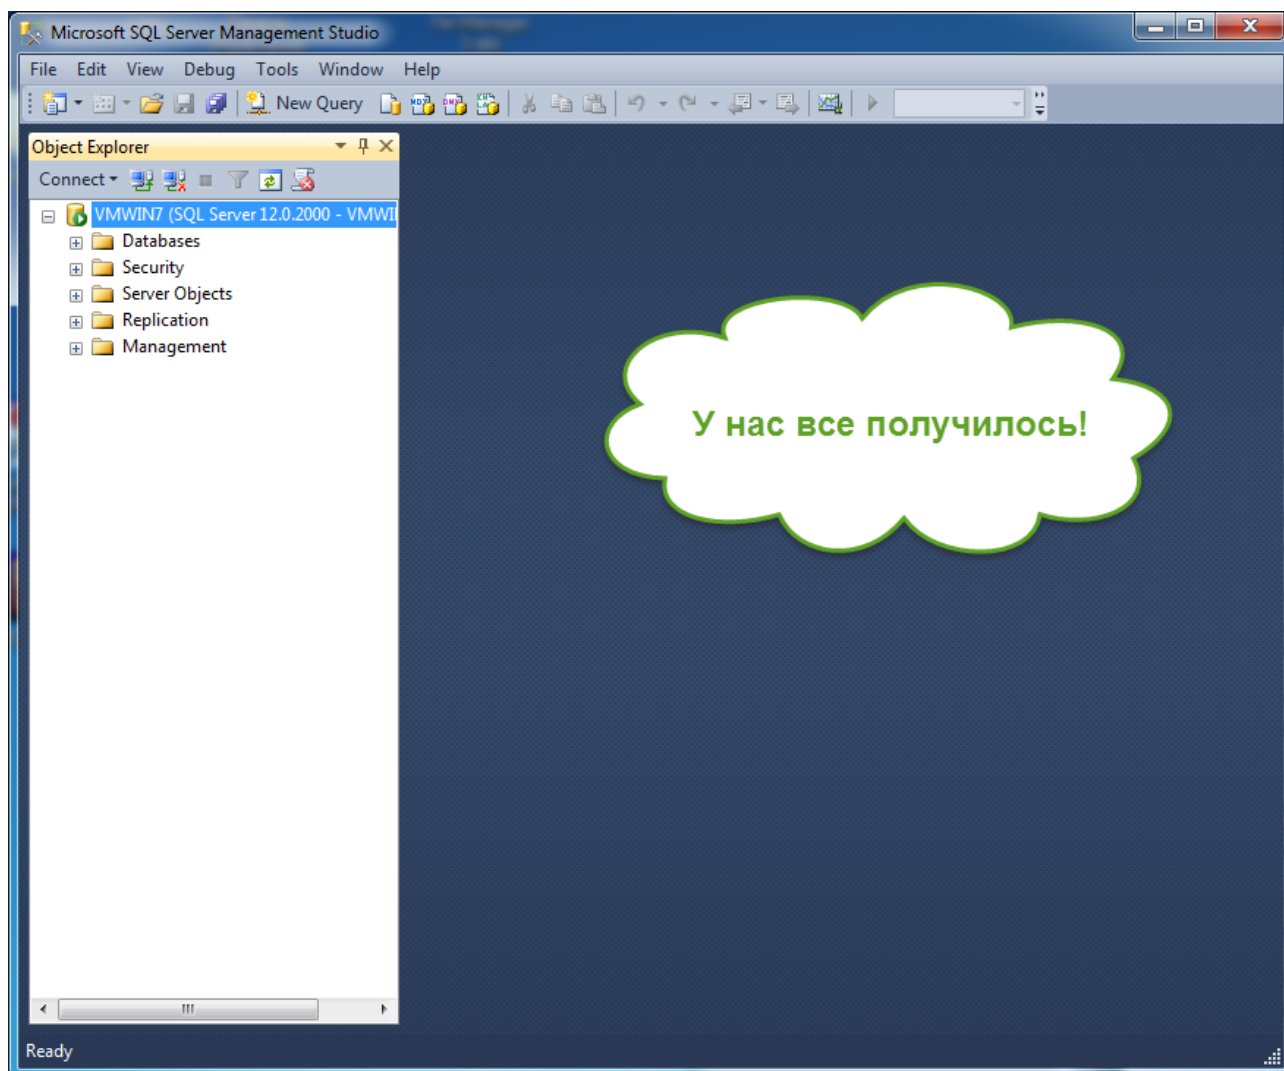 Microsoft SQL Server Management Studio
File Edit View Debug Tools Window Help
New Query
Object Explorer
Connect
VMWIN7 (SQL Server 12.0.2000 - VMWI
Databases
Security
Server Objects
Replication
Management
У нас все получилось!
Ready